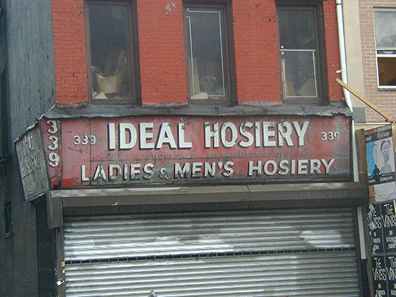 339 IDEAL HOSIERY 339
LADIES & MEN'S HOSIERY
339